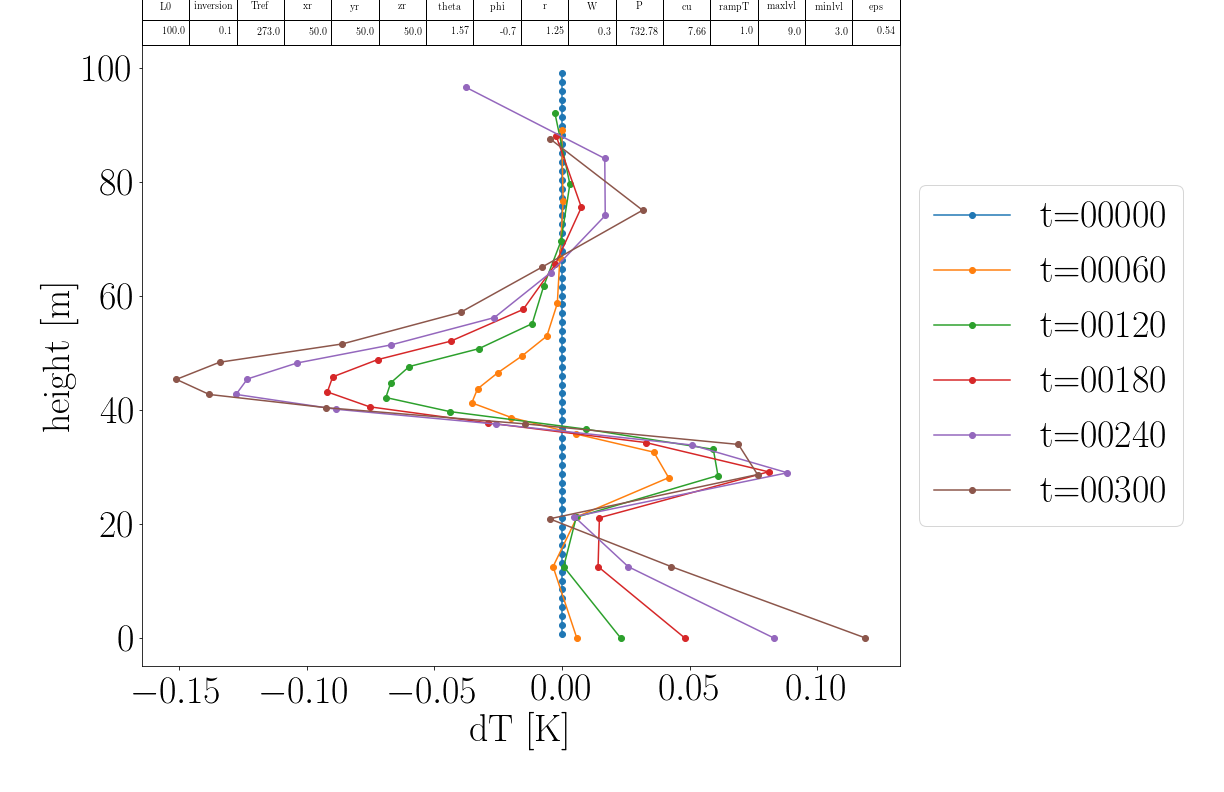 L0 inversion Tref xr yr zr theta phi r W P cu rampT maxlvl minlvl eps
100.0 0.1 273.0 50.0 50.0 50.0 1.57 -0.7 1.25 0.3 732.78 7.66 1.0 9.0 3.0 0.54
100
80
60
40
20
0
height [m]
−0.15 −0.10 −0.05 0.00 0.05 0.10
dT [K]
t=00000
t=00060
t=00120
t=00180
t=00240
t=00300